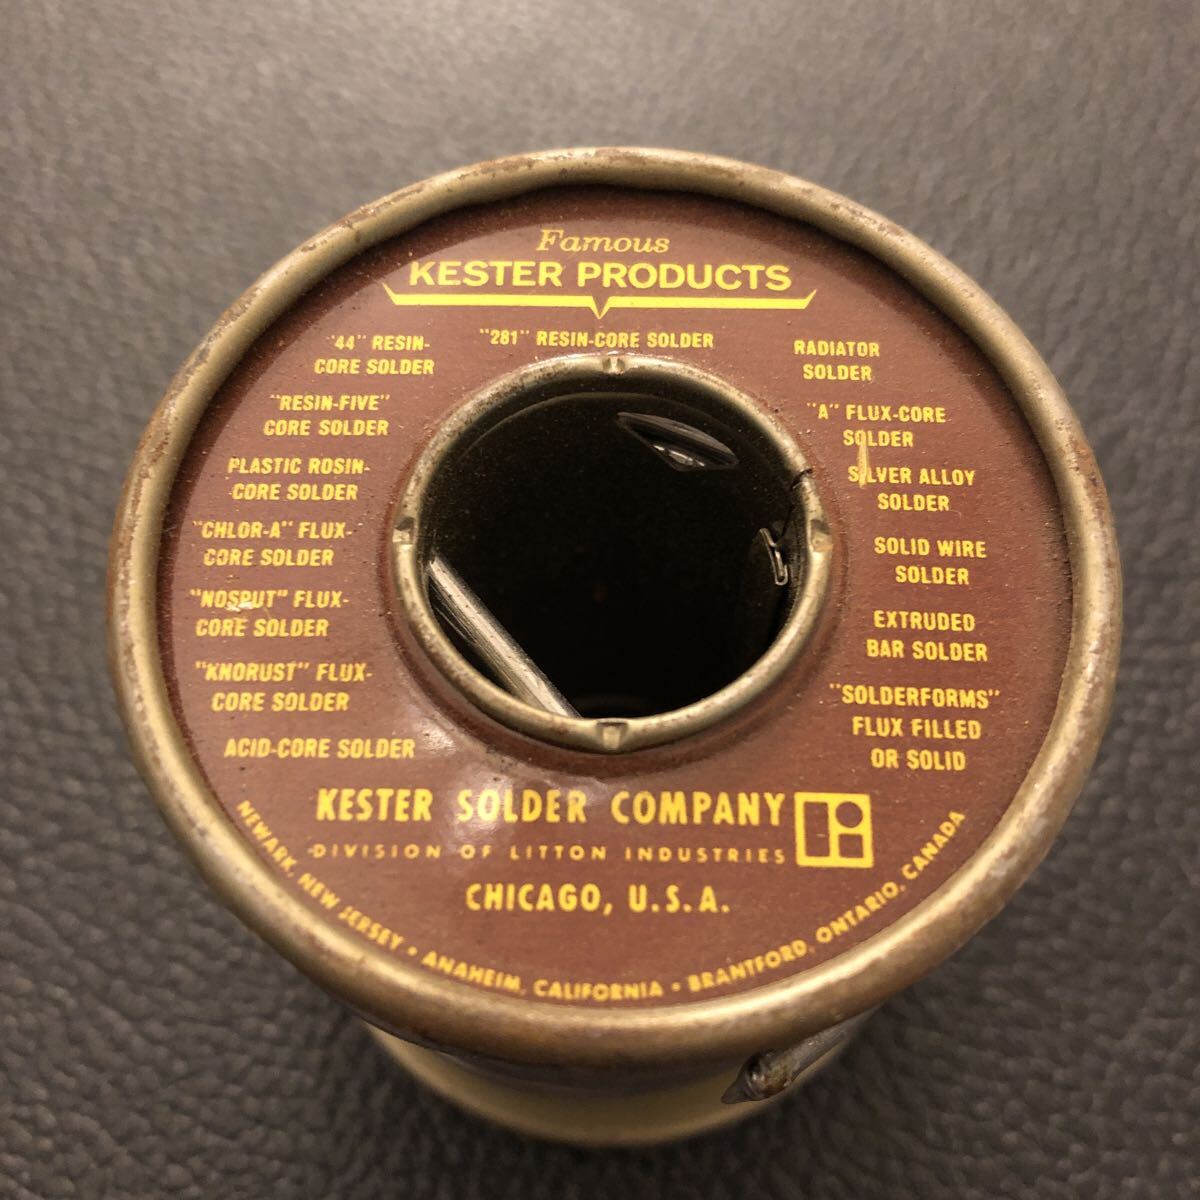 Famous
KESTER PRODUCTS
"44" RESIN-
CORE SOLDER
"RESIN-FIVE"
CORE SOLDER
PLASTIC ROSIN-
CORE SOLDER
"CHLOR-A" FLUX-
CORE SOLDER
"NOSPUT" FLUX-
CORE SOLDER
"KNORUST" FLUX-
CORE SOLDER
ACID-CORE SOLDER
"281" RESIN-CORE SOLDER
RADIATOR
SOLDER
"A" FLUX-CORE
SOLDER
SILVER ALLOY
SOLDER
SOLID WIRE
SOLDER
EXTRUDED
BAR SOLDER
"SOLDERFORMS"
FLUX FILLED
OR SOLID
KESTER SOLDER COMPANY
DIVISION OF LITTON INDUSTRIES
CHICAGO, U.S.A.
NEWARK, NEW JERSEY • ANAHEIM, CALIFORNIA • BRANTFORD, ONTARIO, CANADA